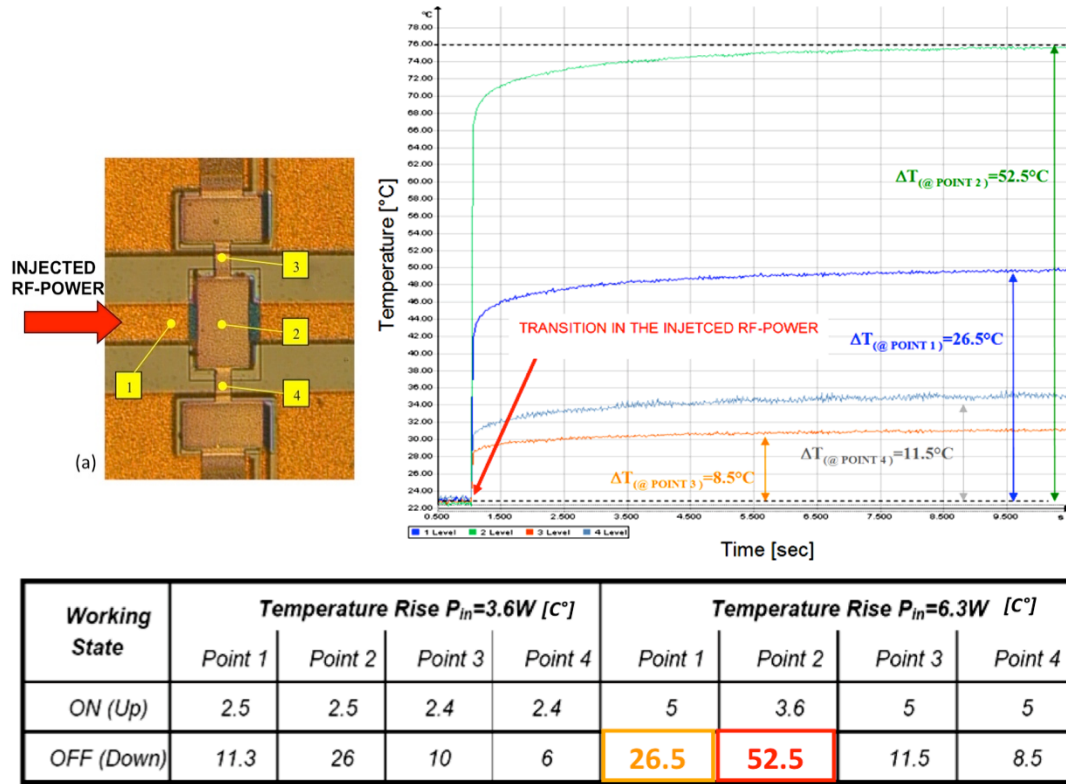 °C
76.00
74.00
72.00
70.00
68.00
66.00
64.00
62.00
60.00
58.00
56.00
54.00
52.00
50.00
48.00
46.00
44.00
42.00
40.00
38.00
36.00
34.00
32.00
30.00
28.00
26.00
24.00
22.00
Temperature [°C]
ΔT(@ POINT 2)=52.5°C
TRANSITION IN THE INJETCED RF-POWER
ΔT(@ POINT 1)=26.5°C
ΔT(@ POINT 4)=11.5°C
ΔT(@ POINT 3)=8.5°C
0.500 1.500 2.500 3.500 4.500 5.500 6.500 7.500 8.500 9.500 s
1 Level 2 Level 3 Level 4 Level
Time [sec]
INJECTED
RF-POWER
3
2
1
4
(a)
Working State
Temperature Rise Pin=3.6W [C°]
Temperature Rise Pin=6.3W [C°]
Point 1 Point 2 Point 3 Point 4 Point 1 Point 2 Point 3 Point 4
ON (Up) 2.5 2.5 2.4 2.4 5 3.6 5 5
OFF (Down) 11.3 26 10 6 26.5 52.5 11.5 8.5